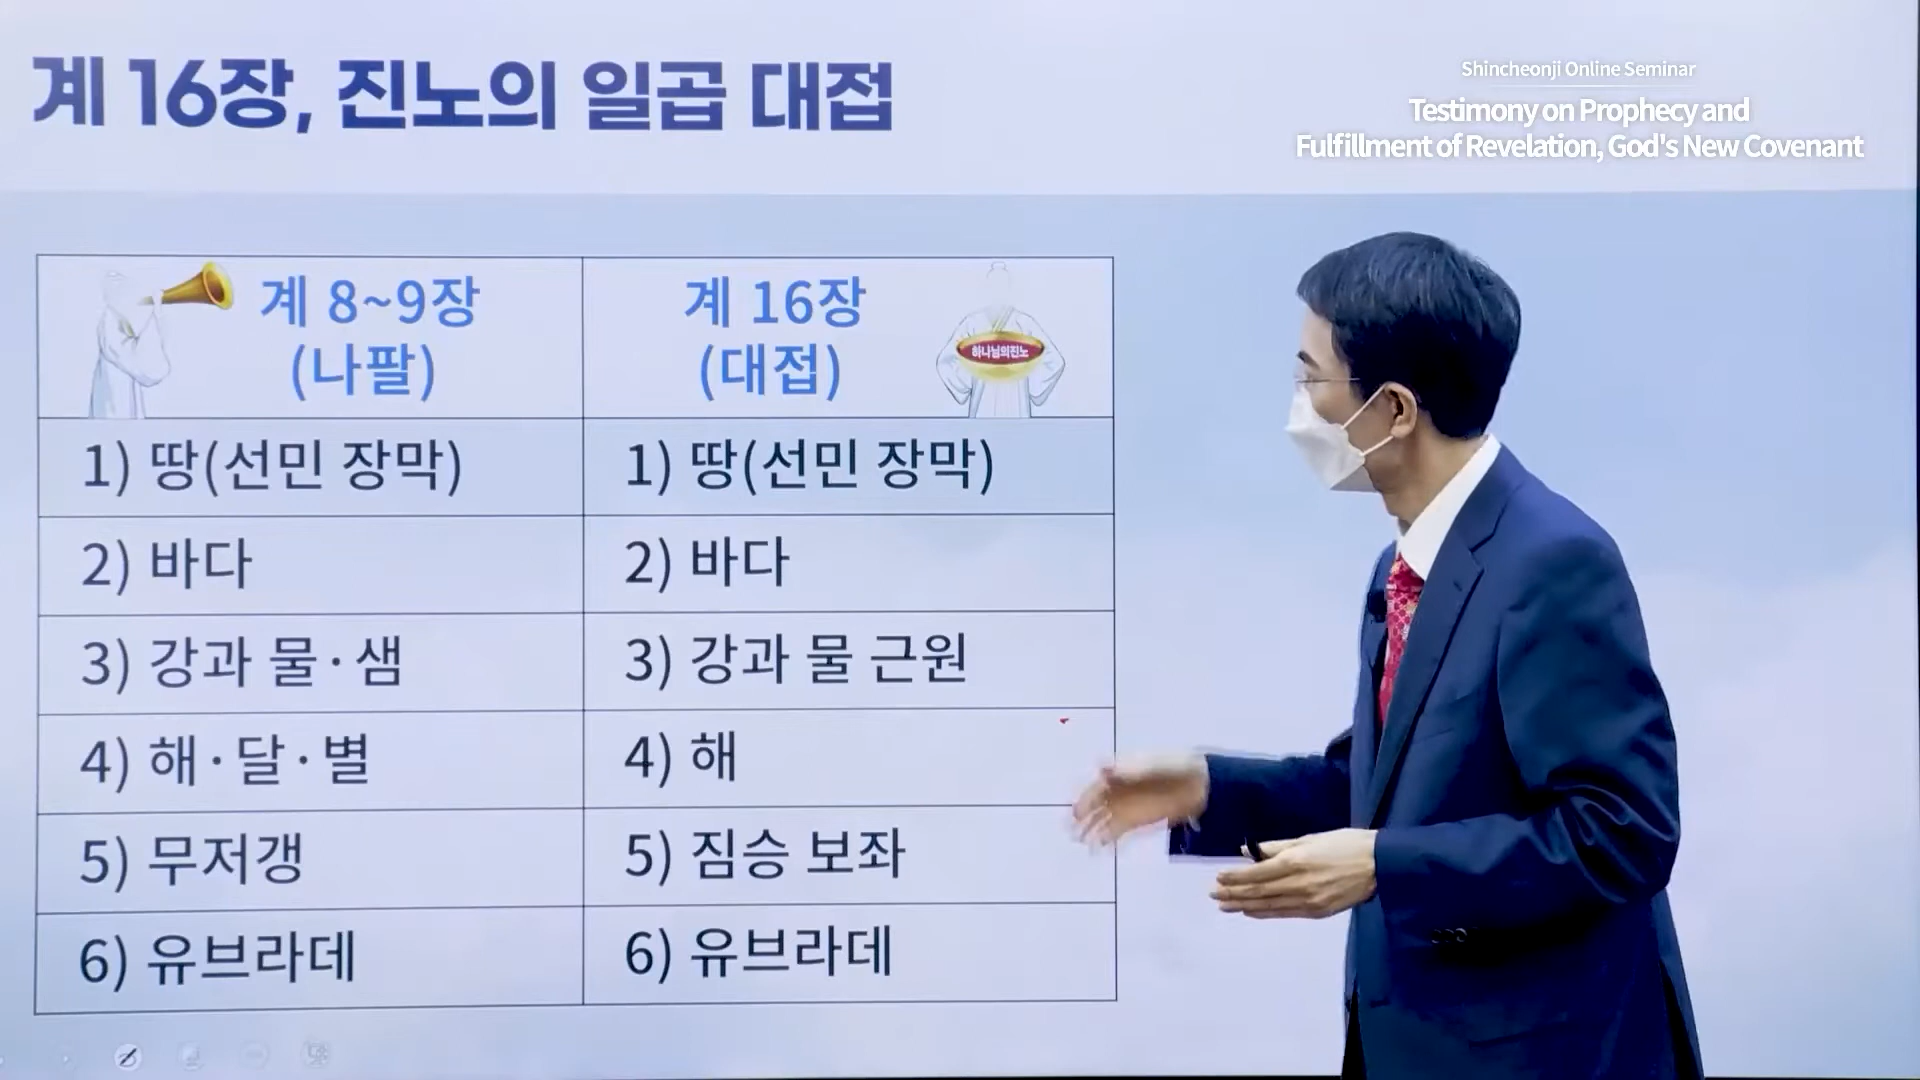 계 16장, 진노의 일곱 대접
Shincheonji Online Seminar
Testimony on Prophecy and
Fulfillment of Revelation, God's New Covenant
계 8~9장
(나팔)
계 16장
(대접)
하나님의진노
1) 땅(선민 장막)
1) 땅(선민 장막)
2) 바다
2) 바다
3) 강과 물·샘
3) 강과 물 근원
4) 해·달·별
4) 해
5) 무저갱
5) 짐승 보좌
6) 유브라데
6) 유브라데